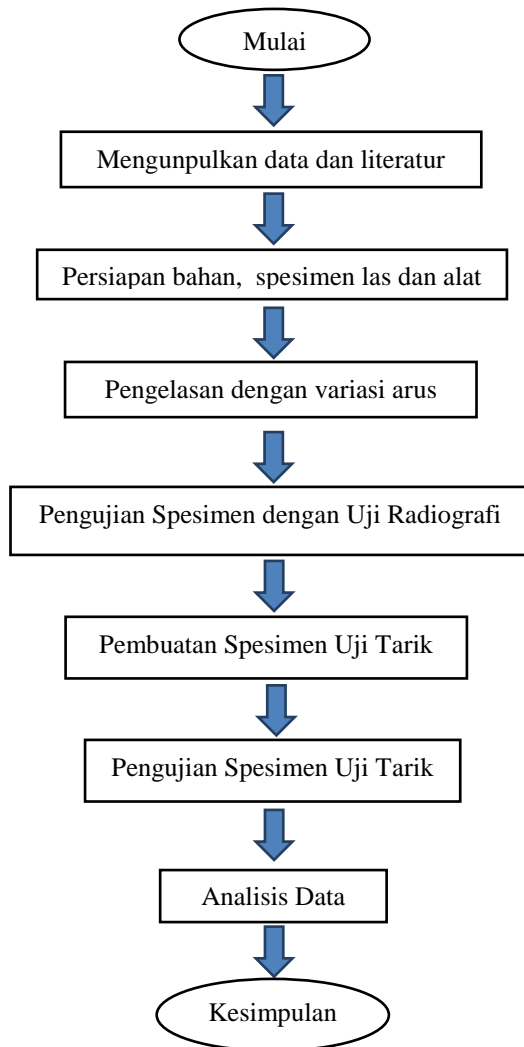 Mulai
Mengunpulkan data dan literatur
Persiapan bahan, spesimen las dan alat
Pengelasan dengan variasi arus
Pengujian Spesimen dengan Uji Radiografi
Pembuatan Spesimen Uji Tarik
Pengujian Spesimen Uji Tarik
Analisis Data
Kesimpulan